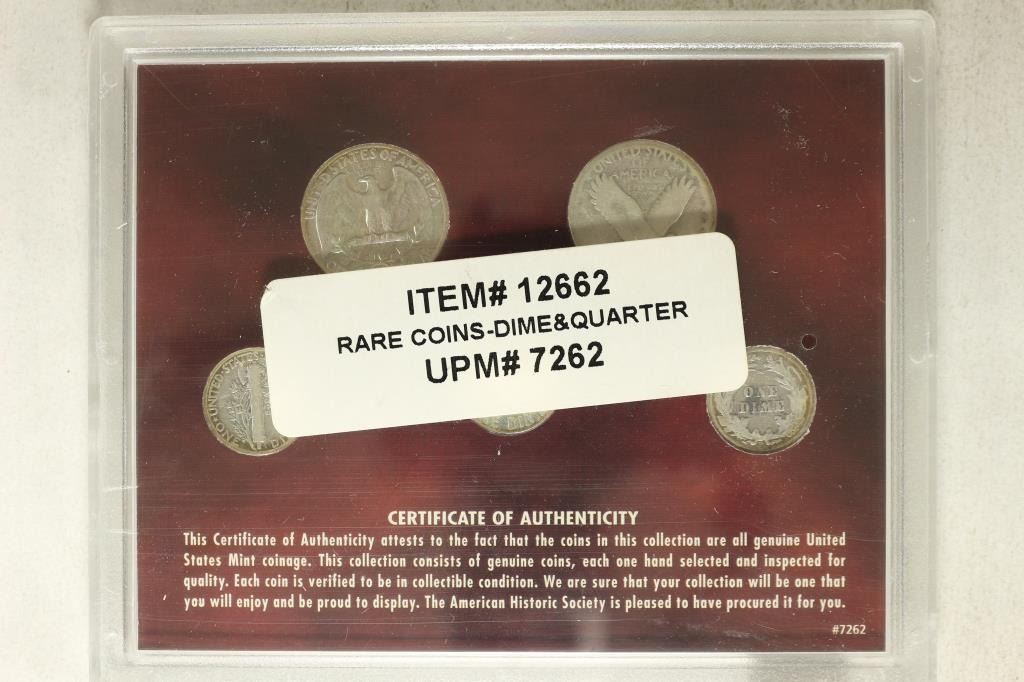 UNITED STATES OF AMERICA
UNITED STATES
AMERICA
ITEM# 12662
RARE COINS-DIME&QUARTER
UPM# 7262
UNITED STATES
ONE
ONE
DIME
CERTIFICATE OF AUTHENTICITY
This Certificate of Authenticity attests to the fact that the coins in this collection are all genuine United
States Mint coinage. This collection consists of genuine coins, each one hand selected and inspected for
quality. Each coin is verified to be in collectible condition. We are sure that your collection will be one that
you will enjoy and be proud to display. The American Historic Society is pleased to have procured it for you.
#7262